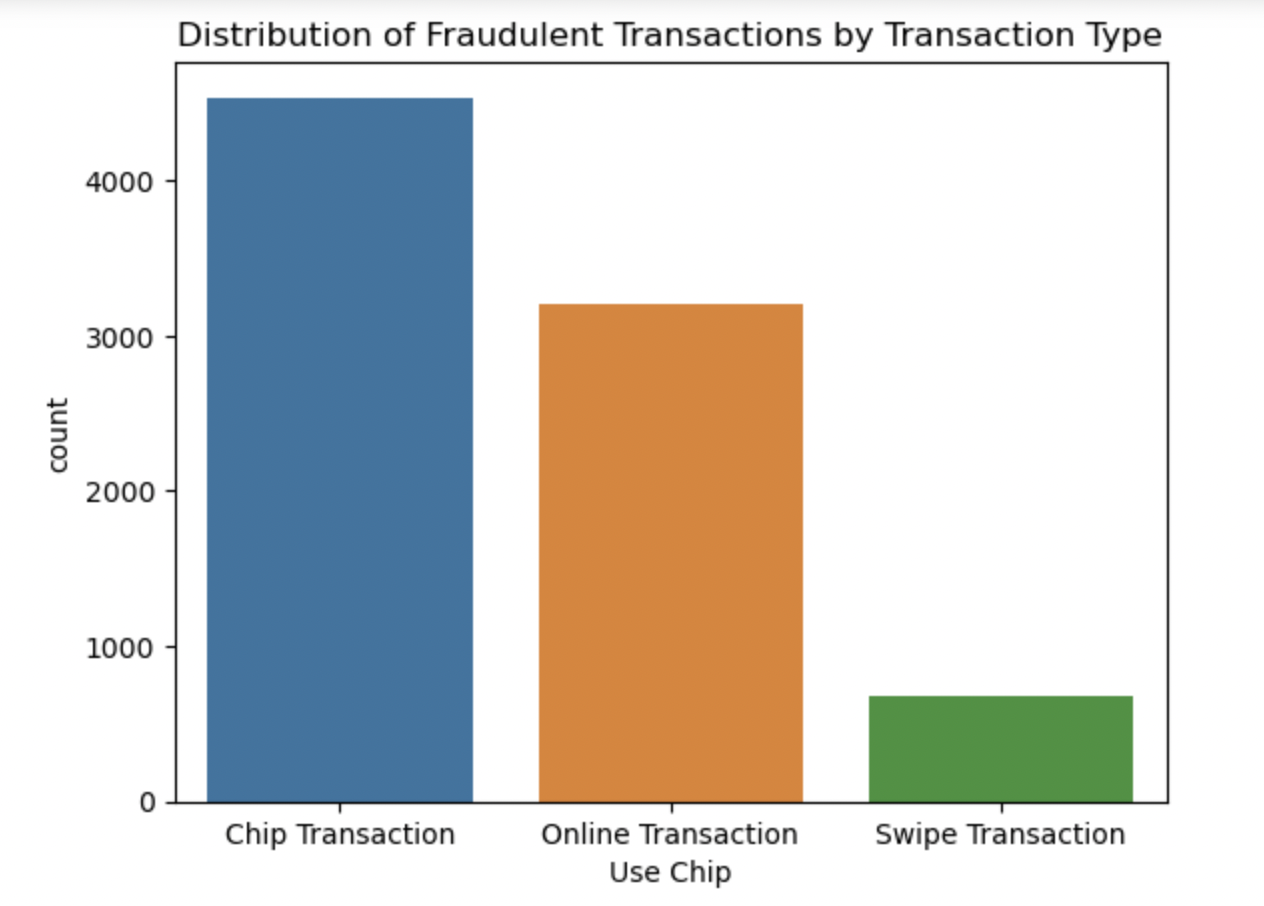 Distribution of Fraudulent Transactions by Transaction Type
count
4000
3000
2000
1000
0
Chip Transaction Online Transaction Swipe Transaction
Use Chip